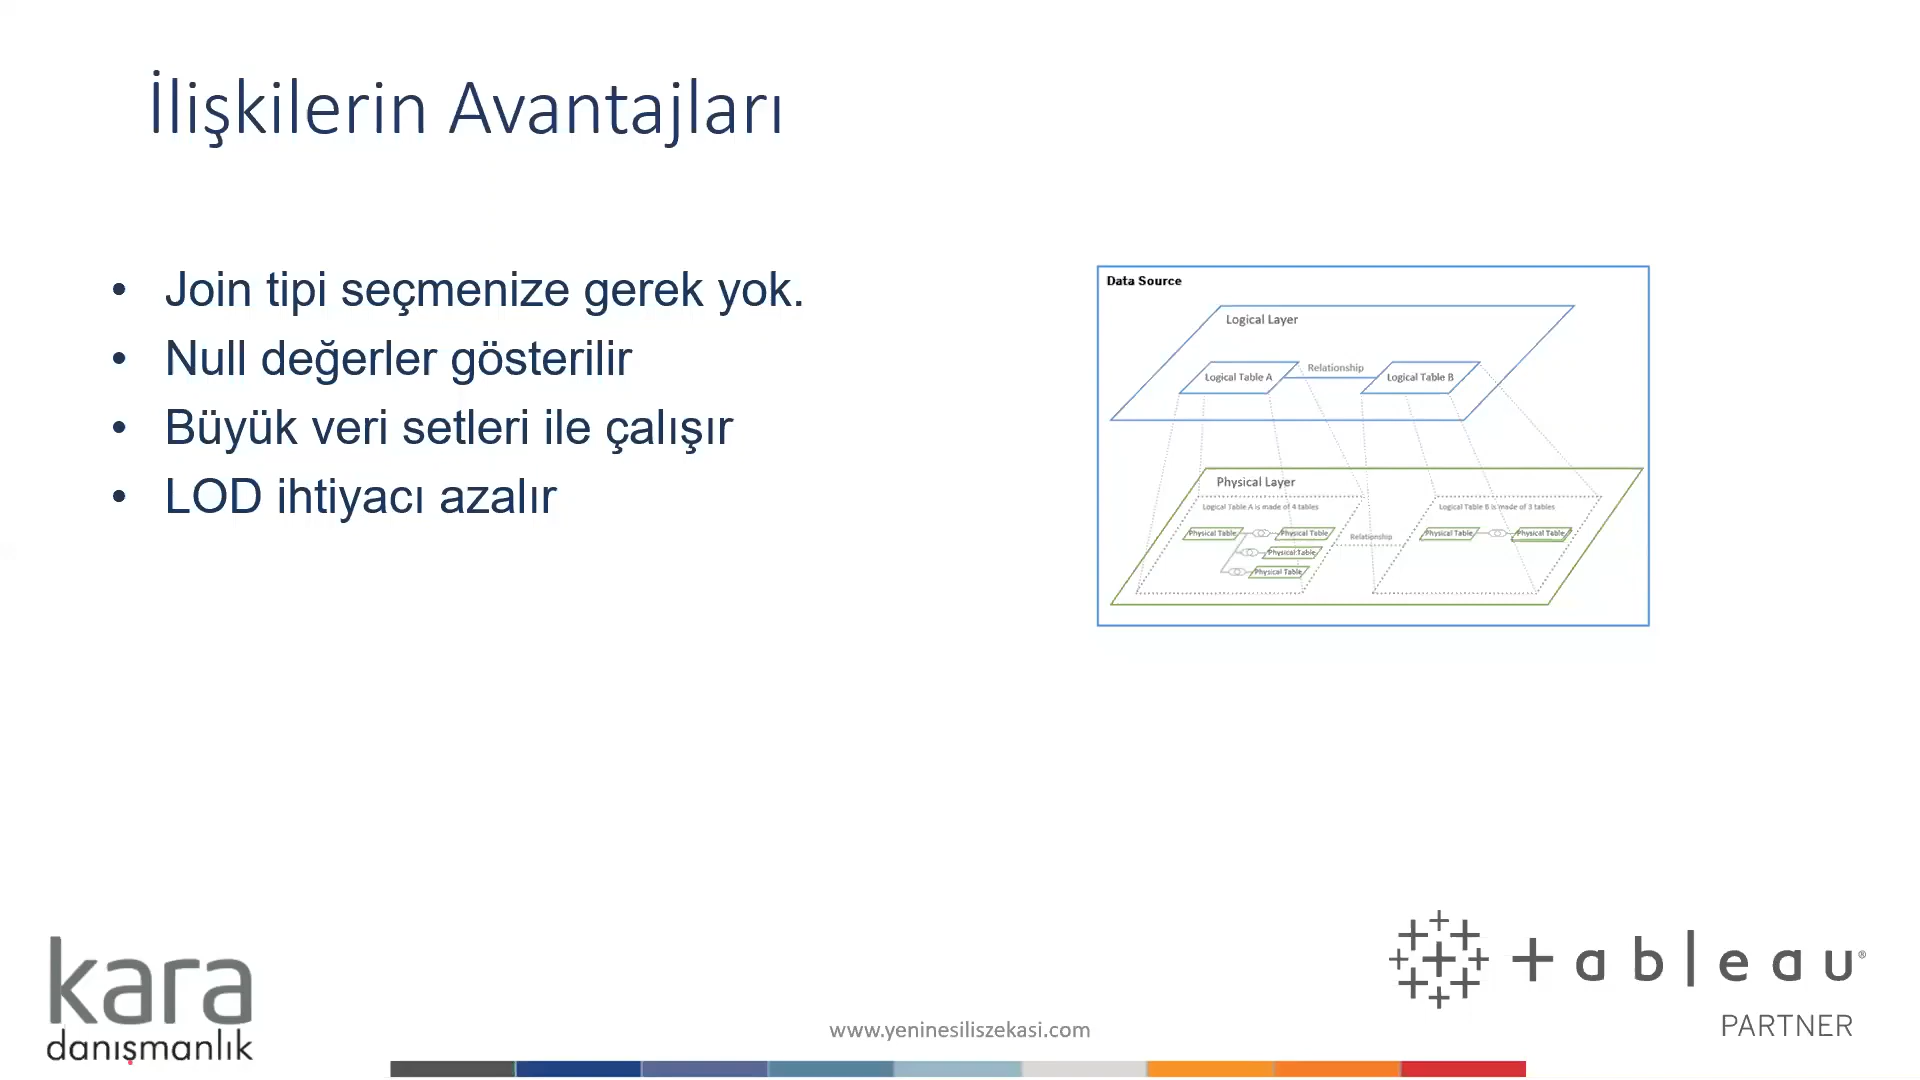 İlişkilerin Avantajları
• Join tipi seçmenize gerek yok.
• Null değerler gösterilir
• Büyük veri setleri ile çalışır
• LOD ihtiyacı azalır
Data Source
Logical Layer
Logical Table A
Relationship
Logical Table B
Physical Layer
Logical Table A is made of 4 tables
Logical Table B is made of 3 tables
Physical Table
Physical Table
Relationship
Physical Table
Physical Table
Physical Table
Physical Table
kara
danışmanlık
www.yeninesiliszekasi.com
+ableau®
PARTNER